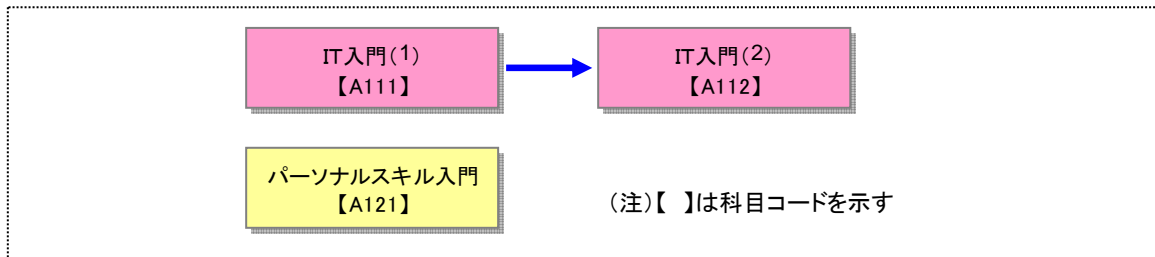 IT入門(1)
【A111】
IT入門(2)
【A112】
パーソナルスキル入門
【A121】
(注)【 】は科目コードを示す